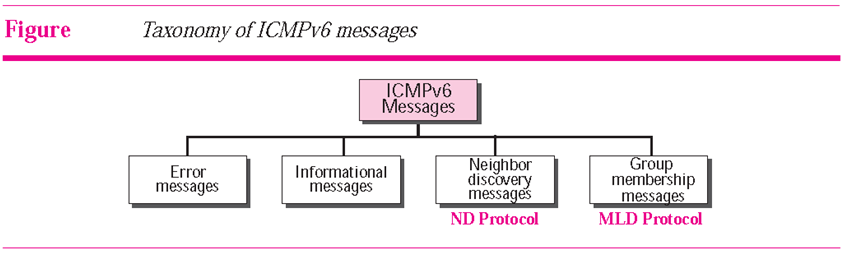 Figure Taxonomy of ICMPv6 messages
ICMPv6
Messages
Error
messages
Informational
messages
Neighbor
discovery
messages
Group
membership
messages
ND Protocol
MLD Protocol